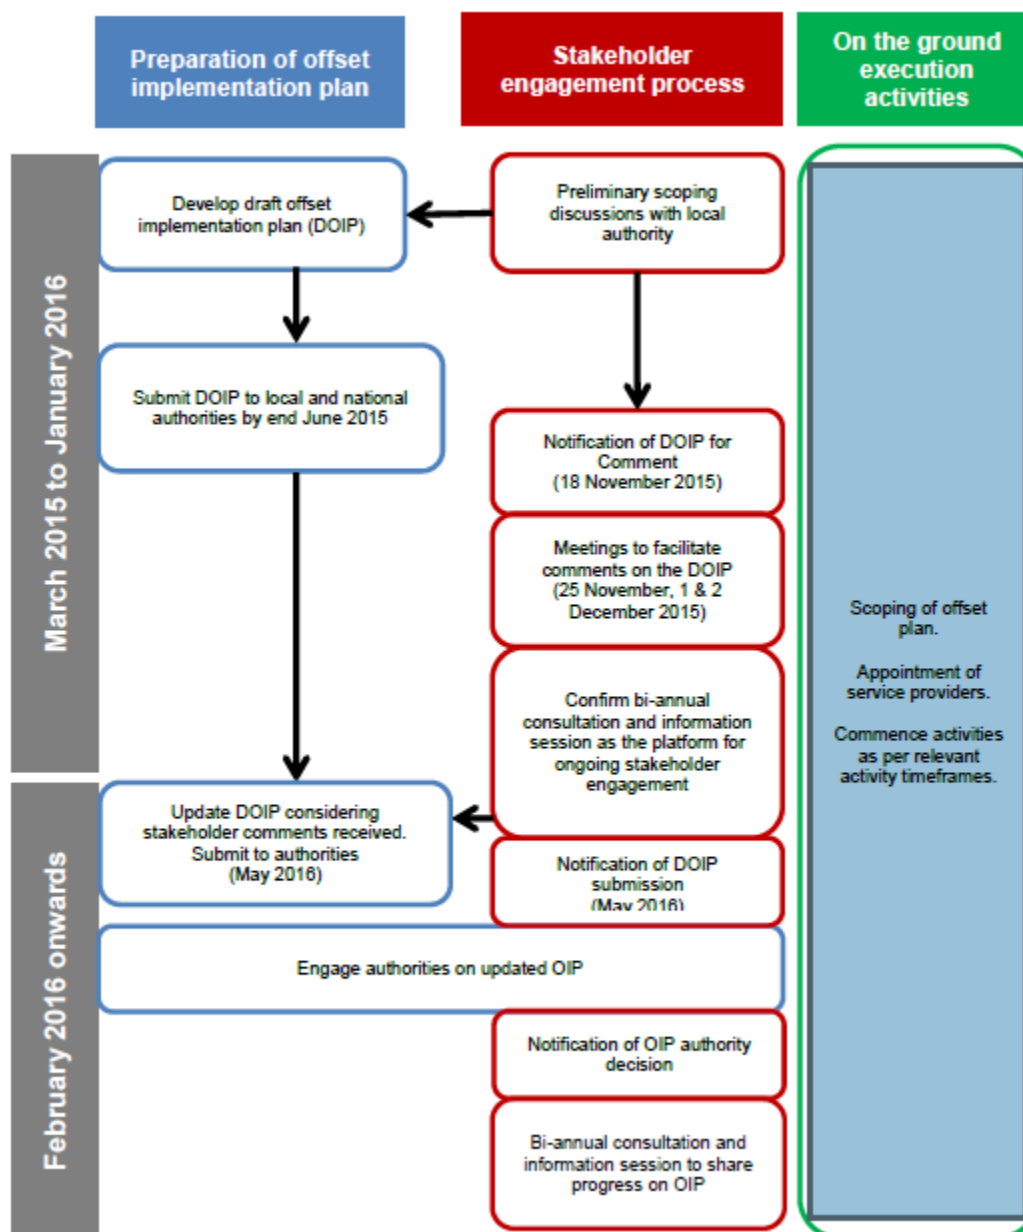 Preparation of offset
implementation plan
Stakeholder
engagement process
On the ground
execution
activities
March 2015 to January 2016
Develop draft offset
implementation plan (DOIP)
Preliminary scoping
discussions with local
authority
Submit DOIP to local and national
authorities by end June 2015
Notification of DOIP for
Comment
(18 November 2015)
Meetings to facilitate
comments on the DOIP
(25 November, 1 & 2
December 2015)
Confirm bi-annual
consultation and information
session as the platform for
ongoing stakeholder
engagement
Scoping of offset
plan.
Appointment of
service providers.
Commence activities
as per relevant
activity timeframes.
February 2016 onwards
Update DOIP considering
stakeholder comments received.
Submit to authorities
(May 2016)
Notification of DOIP
submission
(May 2016)
Engage authorities on updated OIP
Notification of OIP authority
decision
Bi-annual consultation and
information session to share
progress on OIP